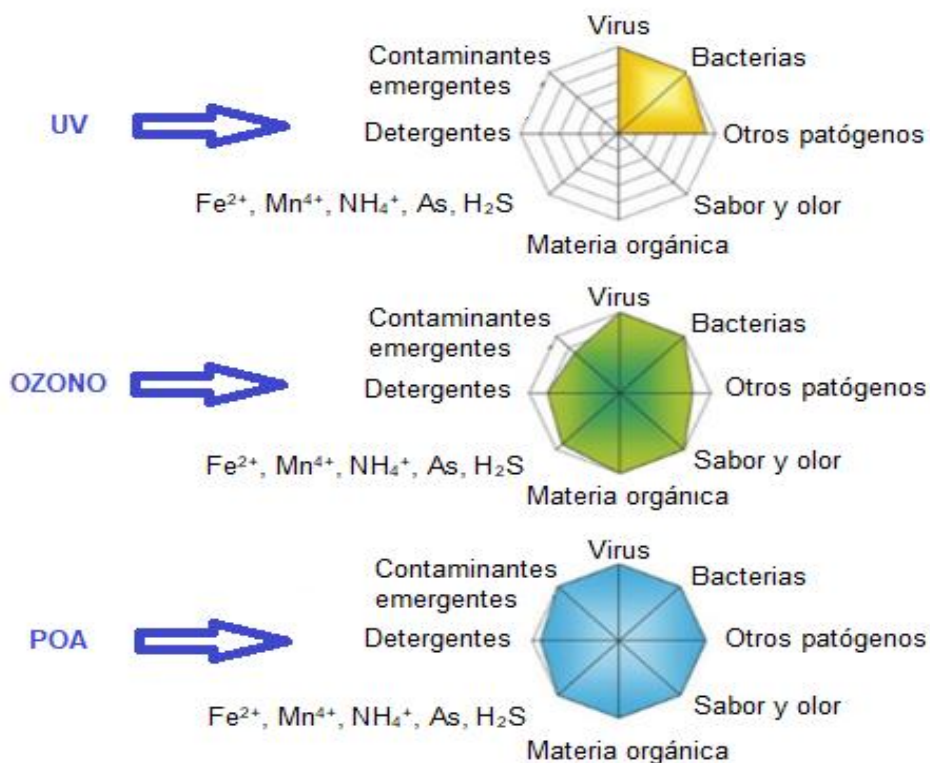 Virus
Contaminantes
emergentes
Bacterias
UV
Detergentes
Otros patógenos
Fe²⁺, Mn⁴⁺, NH₄⁺, As, H₂S
Sabor y olor
Materia orgánica
Virus
Contaminantes
emergentes
Bacterias
OZONO
Detergentes
Otros patógenos
Fe²⁺, Mn⁴⁺, NH₄⁺, As, H₂S
Sabor y olor
Materia orgánica
Virus
Contaminantes
emergentes
Bacterias
POA
Detergentes
Otros patógenos
Fe²⁺, Mn⁴⁺, NH₄⁺, As, H₂S
Sabor y olor
Materia orgánica